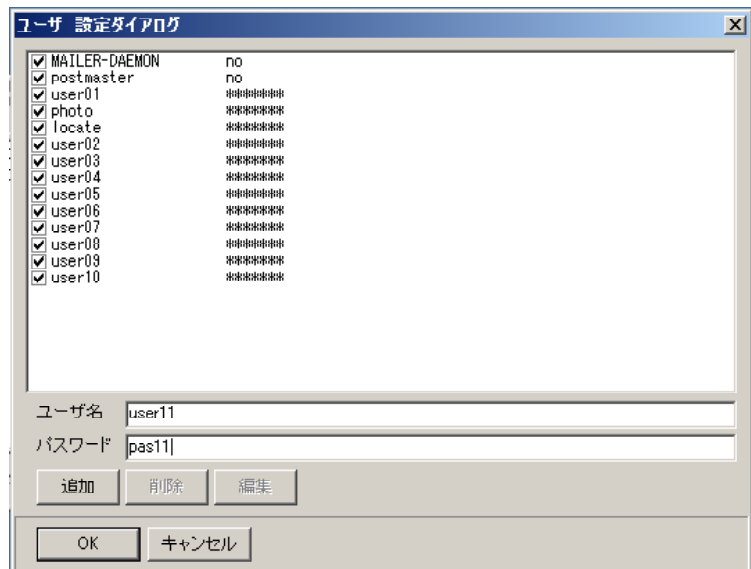 ユーザ 設定ダイアログ
MAILER-DAEMON no
postmaster no
user01 *******
photo *******
locate *******
user02 *******
user03 *******
user04 *******
user05 *******
user06 *******
user07 *******
user08 *******
user09 *******
user10 *******
ユーザ名 user11
パスワード pas11
追加 削除 編集
OK キャンセル